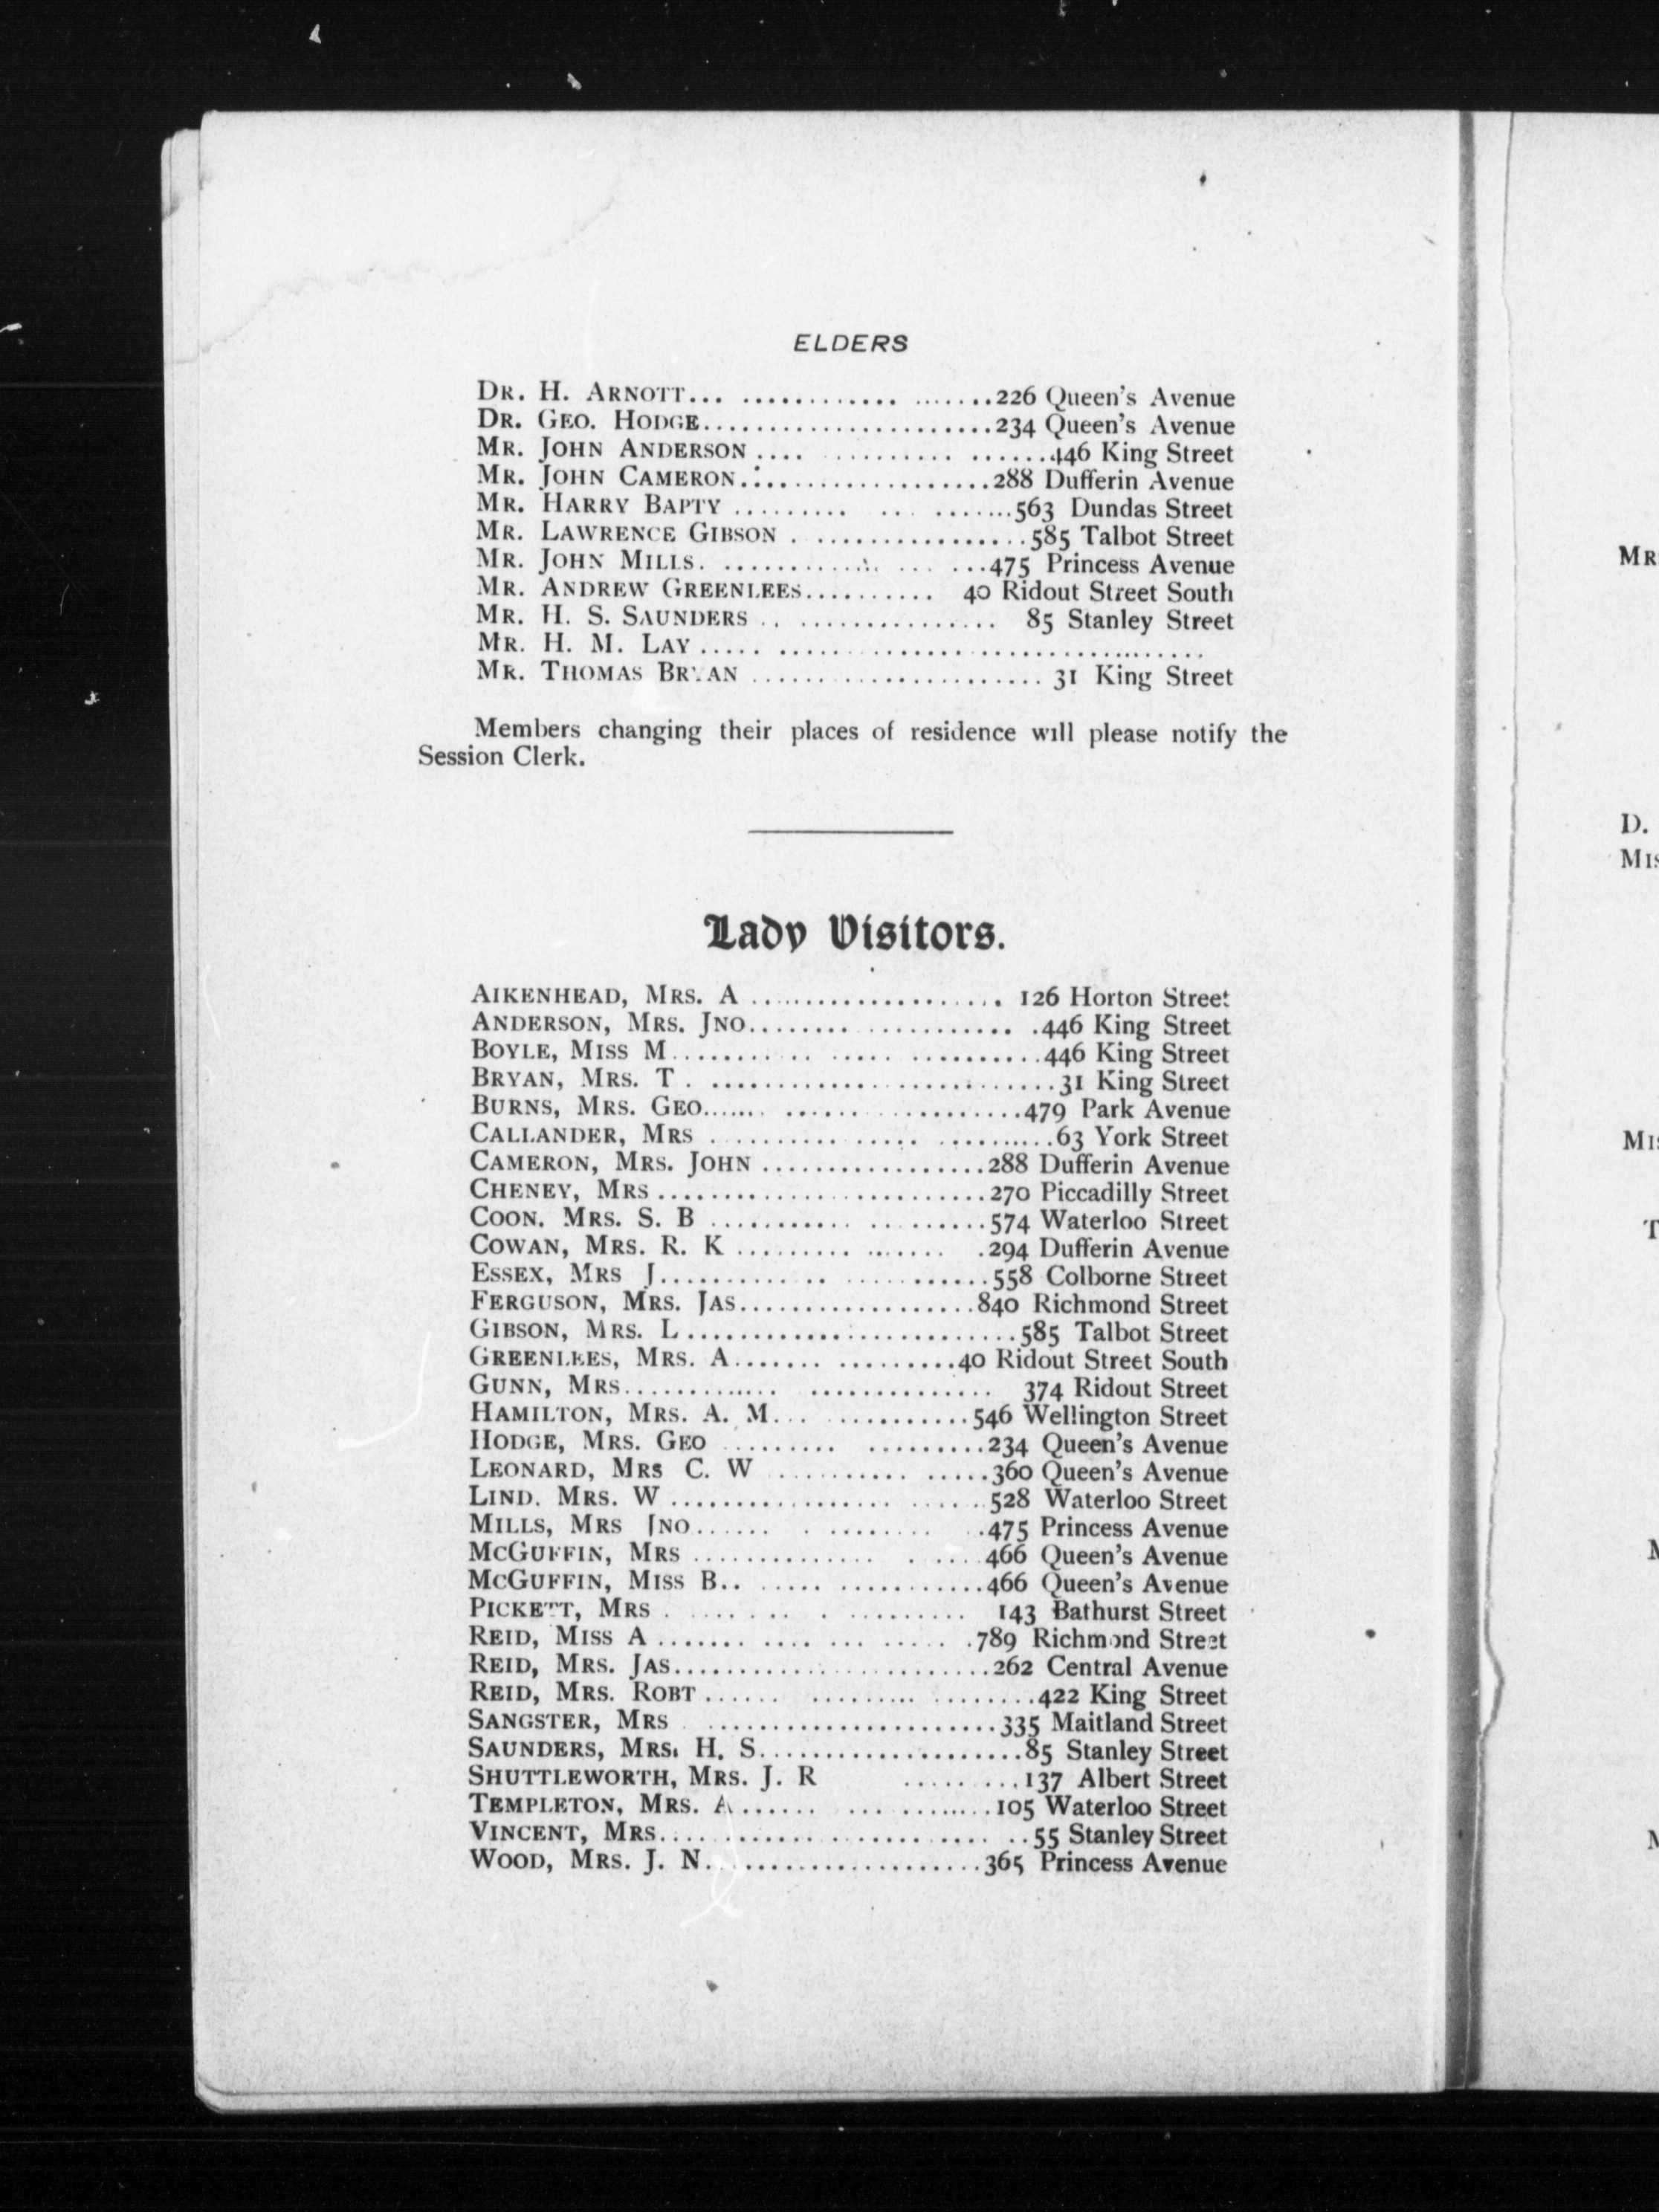 ELDERS
DR. H. ARNOTT... ............ .......226 Queen's Avenue
DR. GEO. HODGE......................234 Queen's Avenue
MR. JOHN ANDERSON .... .......... ......446 King Street
MR. JOHN CAMERON...................288 Dufferin Avenue
MR. HARRY BAPTY ......... ... .......563 Dundas Street
MR. LAWRENCE GIBSON . ................585 Talbot Street
MR. JOHN MILLS. ............ ... ...475 Princess Avenue
MR. ANDREW GREENLEES.......... 40 Ridout Street South
MR. H. S. SAUNDERS .. ............... 85 Stanley Street
MR. H. M. LAY ..... .................................
MR. THOMAS BRYAN ...................... 31 King Street
Members changing their places of residence will please notify the
Session Clerk.
Lady Visitors.
AIKENHEAD, MRS. A .................... 126 Horton Street
ANDERSON, MRS. JNO..................... .446 King Street
BOYLE, MISS M........... ..... ...........446 King Street
BRYAN, MRS. T . ...........................31 King Street
BURNS, MRS. GEO...... ...... ............479 Park Avenue
CALLANDER, MRS ................ .........63 York Street
CAMERON, MRS. JOHN .................288 Dufferin Avenue
CHENEY, MRS .........................270 Piccadilly Street
COON. MRS. S. B ........... .........574 Waterloo Street
COWAN, MRS. R. K ......... ...... .294 Dufferin Avenue
ESSEX, MRS J............. ...........558 Colborne Street
FERGUSON, MRS. JAS..................840 Richmond Street
GIBSON, MRS. L.........................585 Talbot Street
GREENLEES, MRS. A....... .........40 Ridout Street South
GUNN, MRS............ .............. 374 Ridout Street
HAMILTON, MRS. A. M... ............546 Wellington Street
HODGE, MRS. GEO ......... .........234 Queen's Avenue
LEONARD, MRS C. W .......... .....360 Queen's Avenue
LIND. MRS. W ................. ......528 Waterloo Street
MILLS, MRS JNO...... . ........ ..475 Princess Avenue
MCGUFFIN, MRS .............. . .....466 Queen's Avenue
MCGUFFIN, MISS B.. ..... ...........466 Queen's Avenue
PICKETT, MRS . ........ . ......... 143 Bathurst Street
REID, MISS A ....... .... ... ......789 Richmond Street
REID, MRS. JAS........................262 Central Avenue
REID, MRS. ROBT ...... ......... ........422 King Street
SANGSTER, MRS . .......................335 Maitland Street
SAUNDERS, MRS. H. S....................85 Stanley Street
SHUTTLEWORTH, MRS. J. R .........137 Albert Street
TEMPLETON, MRS. A...... ... .......105 Waterloo Street
VINCENT, MRS.......................... ..55 Stanley Street
WOOD, MRS. J. N.....................365 Princess Avenue
MR
D.
MIS
MIS
T
M
M